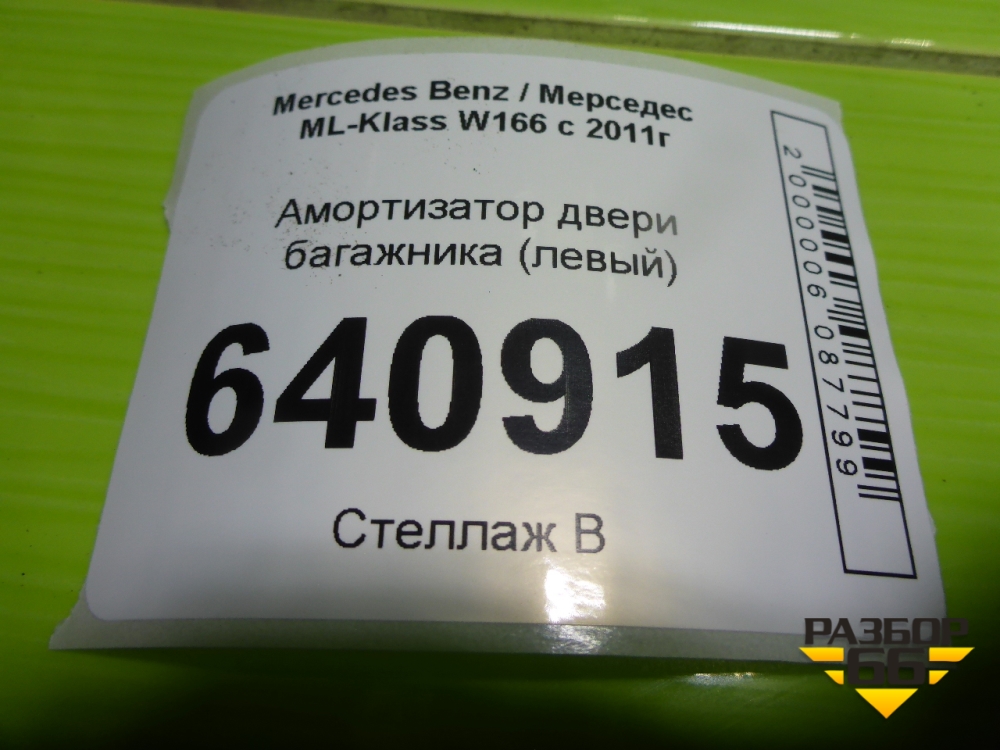 Mercedes Benz / Мерседес
ML-Klass W166 с 2011г
Амортизатор двери
багажника (левый)
640915
Стеллаж В
2000006087799
РАЗБОР
66